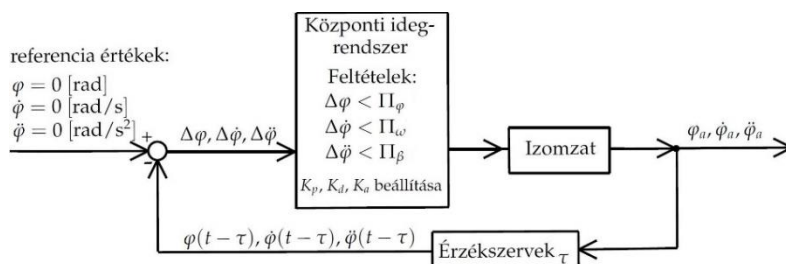 referencia értékek:
φ = 0 [rad]
φ̇ = 0 [rad/s]
φ̈ = 0 [rad/s²]
+
-
Δφ, Δφ̇, Δφ̈
Központi ideg-
rendszer
Feltételek:
Δφ < Π_φ
Δφ̇ < Π_ω
Δφ̈ < Π_β
K_p, K_d, K_a beállítása
Izomzat
φ_a, φ̇_a, φ̈_a
φ(t − τ), φ̇(t − τ), φ̈(t − τ)
Érzékszervek τ